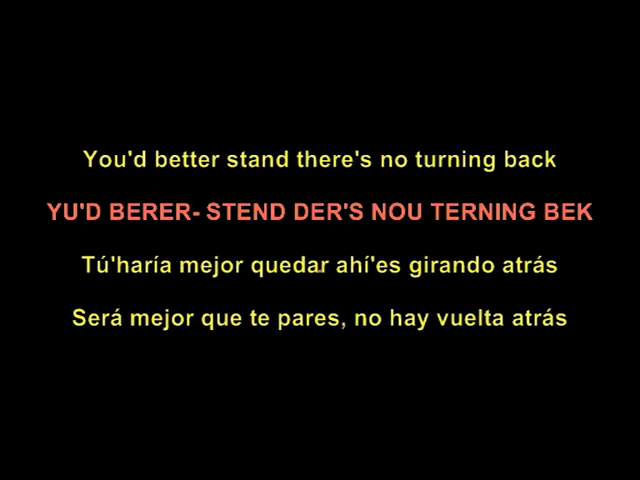 You'd better stand there's no turning back
YU'D BERER- STEND DER'S NOU TERNING BEK
Tú'haría mejor quedar ahí'es girando atrás
Será mejor que te pares, no hay vuelta atrás